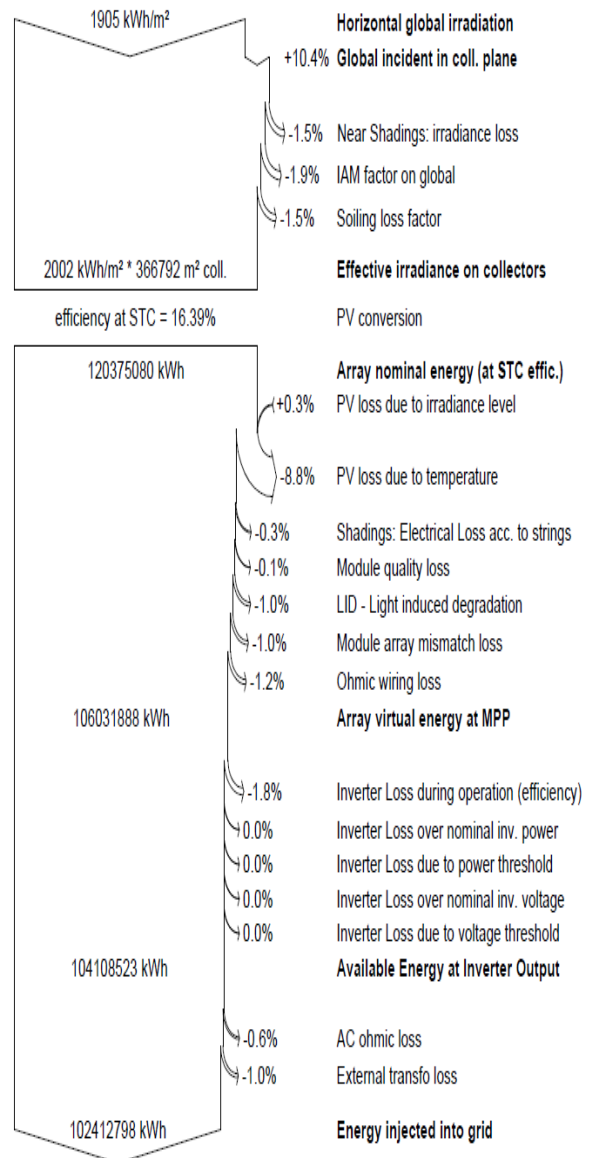 1905 kWh/m² Horizontal global irradiation
+10.4% Global incident in coll. plane
-1.5% Near Shadings: irradiance loss
-1.9% IAM factor on global
-1.5% Soiling loss factor
2002 kWh/m² * 366792 m² coll. Effective irradiance on collectors
efficiency at STC = 16.39% PV conversion
120375080 kWh Array nominal energy (at STC effic.)
+0.3% PV loss due to irradiance level
-8.8% PV loss due to temperature
-0.3% Shadings: Electrical Loss acc. to strings
-0.1% Module quality loss
-1.0% LID - Light induced degradation
-1.0% Module array mismatch loss
-1.2% Ohmic wiring loss
106031888 kWh Array virtual energy at MPP
-1.8% Inverter Loss during operation (efficiency)
0.0% Inverter Loss over nominal inv. power
0.0% Inverter Loss due to power threshold
0.0% Inverter Loss over nominal inv. voltage
0.0% Inverter Loss due to voltage threshold
104108523 kWh Available Energy at Inverter Output
-0.6% AC ohmic loss
-1.0% External transfo loss
102412798 kWh Energy injected into grid